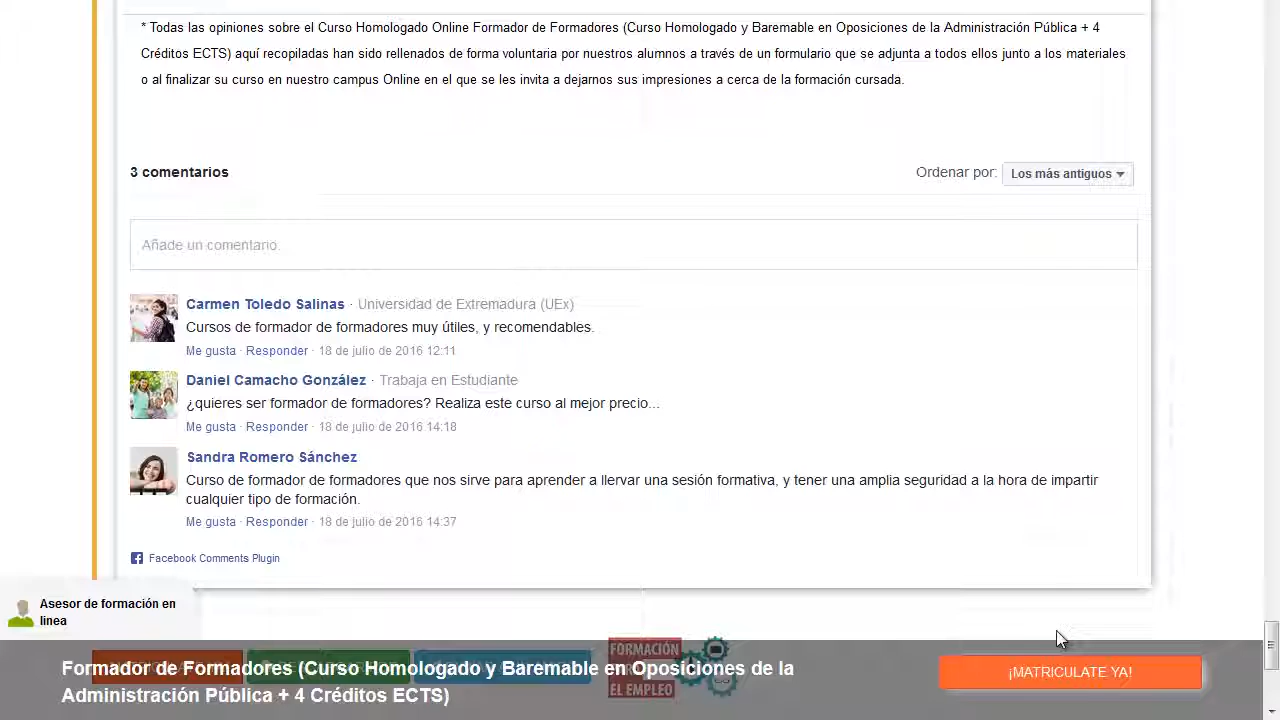 * Todas las opiniones sobre el Curso Homologado Online Formador de Formadores (Curso Homologado y Baremable en Oposiciones de la Administración Pública + 4
Créditos ECTS) aquí recopiladas han sido rellenados de forma voluntaria por nuestros alumnos a través de un formulario que se adjunta a todos ellos junto a los materiales
o al finalizar su curso en nuestro campus Online en el que se les invita a dejarnos sus impresiones a cerca de la formación cursada.
3 comentarios
Ordenar por: Los más antiguos
Añade un comentario.
Carmen Toledo Salinas · Universidad de Extremadura (UEx)
Cursos de formador de formadores muy útiles, y recomendables.
Me gusta · Responder · 18 de julio de 2016 12:11
Daniel Camacho González · Trabaja en Estudiante
¿quieres ser formador de formadores? Realiza este curso al mejor precio...
Me gusta · Responder · 18 de julio de 2016 14:18
Sandra Romero Sánchez
Curso de formador de formadores que nos sirve para aprender a llervar una sesión formativa, y tener una amplia seguridad a la hora de impartir
cualquier tipo de formación.
Me gusta · Responder · 18 de julio de 2016 14:37
Facebook Comments Plugin
Asesor de formación en
linea
FORMACIÓN
EL EMPLEO
Formador de Formadores (Curso Homologado y Baremable en Oposiciones de la
Administración Pública + 4 Créditos ECTS)
¡MATRICULATE YA!